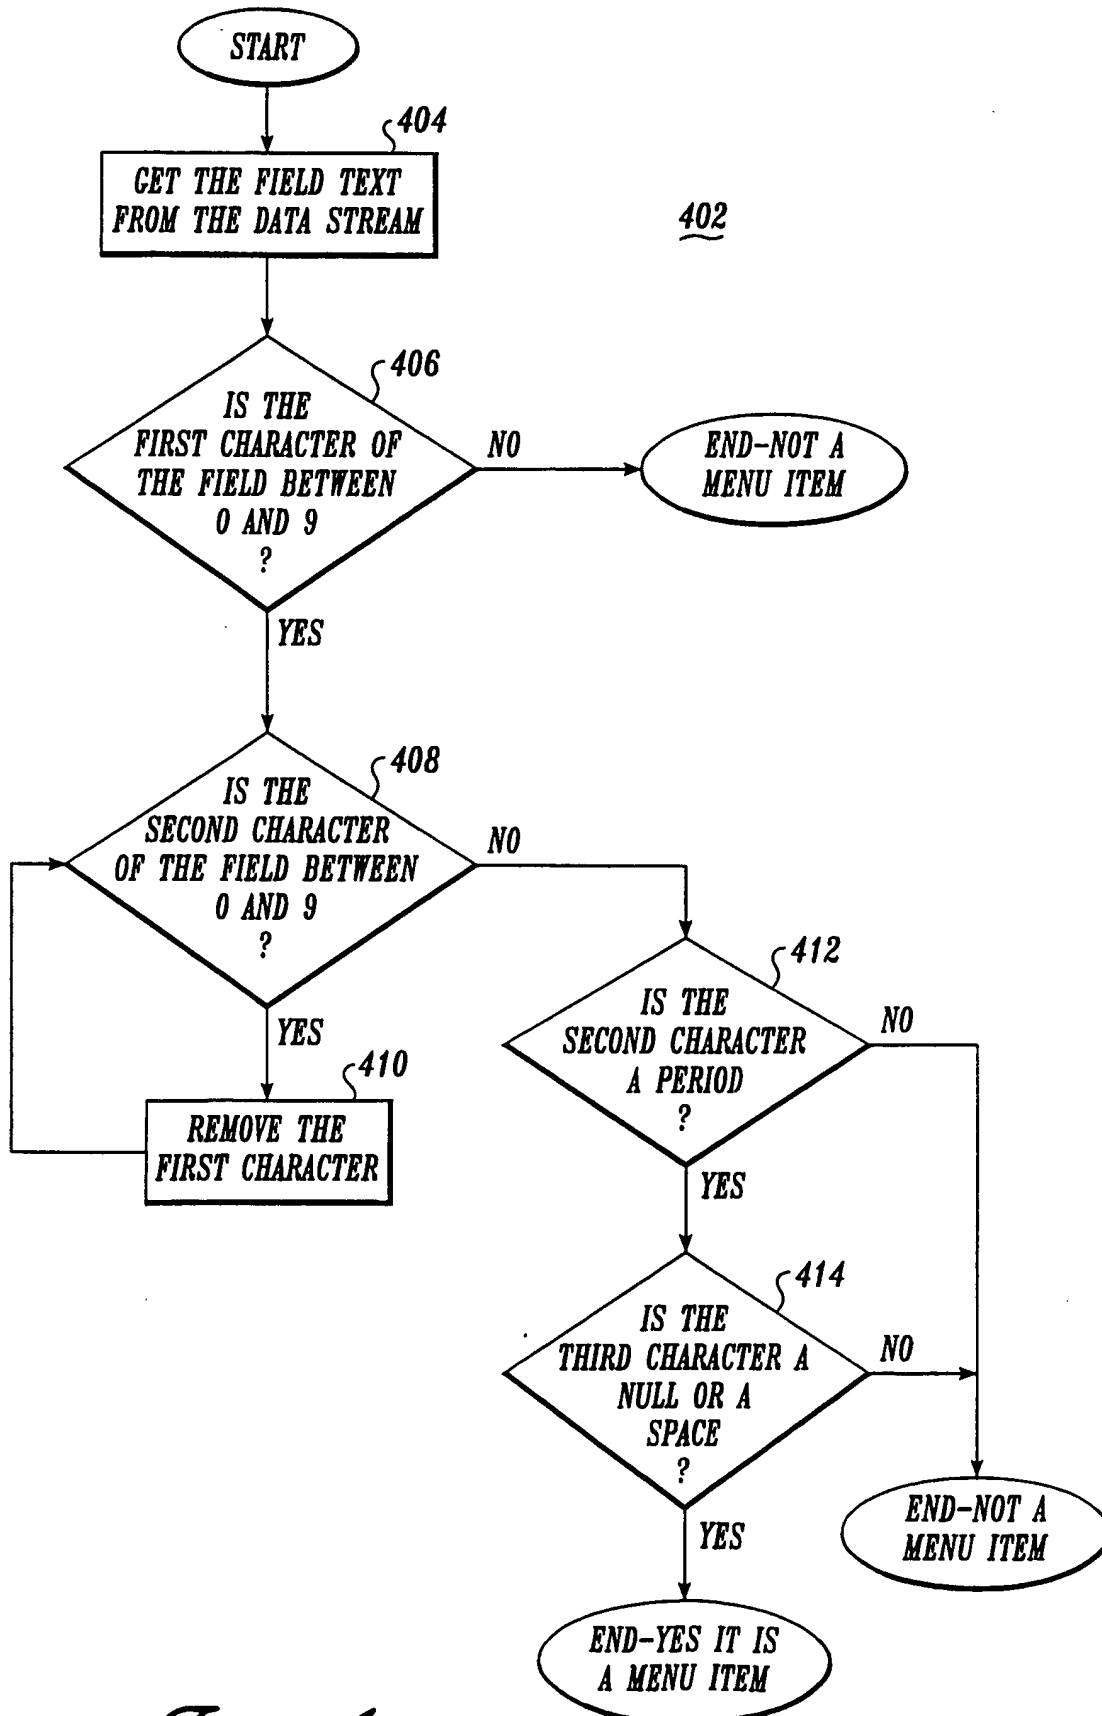 START
404
GET THE FIELD TEXT
FROM THE DATA STREAM
402
406
IS THE
FIRST CHARACTER OF
THE FIELD BETWEEN
0 AND 9
?
NO
END-NOT A
MENU ITEM
YES
408
IS THE
SECOND CHARACTER
OF THE FIELD BETWEEN
0 AND 9
?
NO
YES
410
REMOVE THE
FIRST CHARACTER
412
IS THE
SECOND CHARACTER
A PERIOD
?
NO
YES
414
IS THE
THIRD CHARACTER A
NULL OR A
SPACE
?
NO
YES
END-NOT A
MENU ITEM
END-YES IT IS
A MENU ITEM